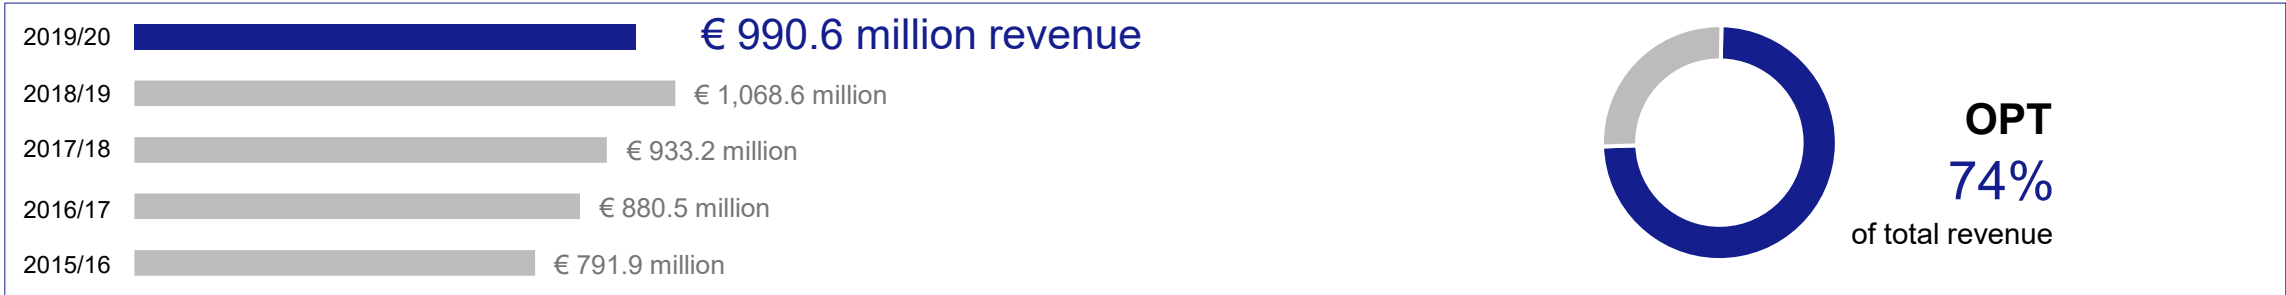 2019/20 € 990.6 million revenue
2018/19 € 1,068.6 million
2017/18 € 933.2 million
2016/17 € 880.5 million
2015/16 € 791.9 million
OPT
74%
of total revenue